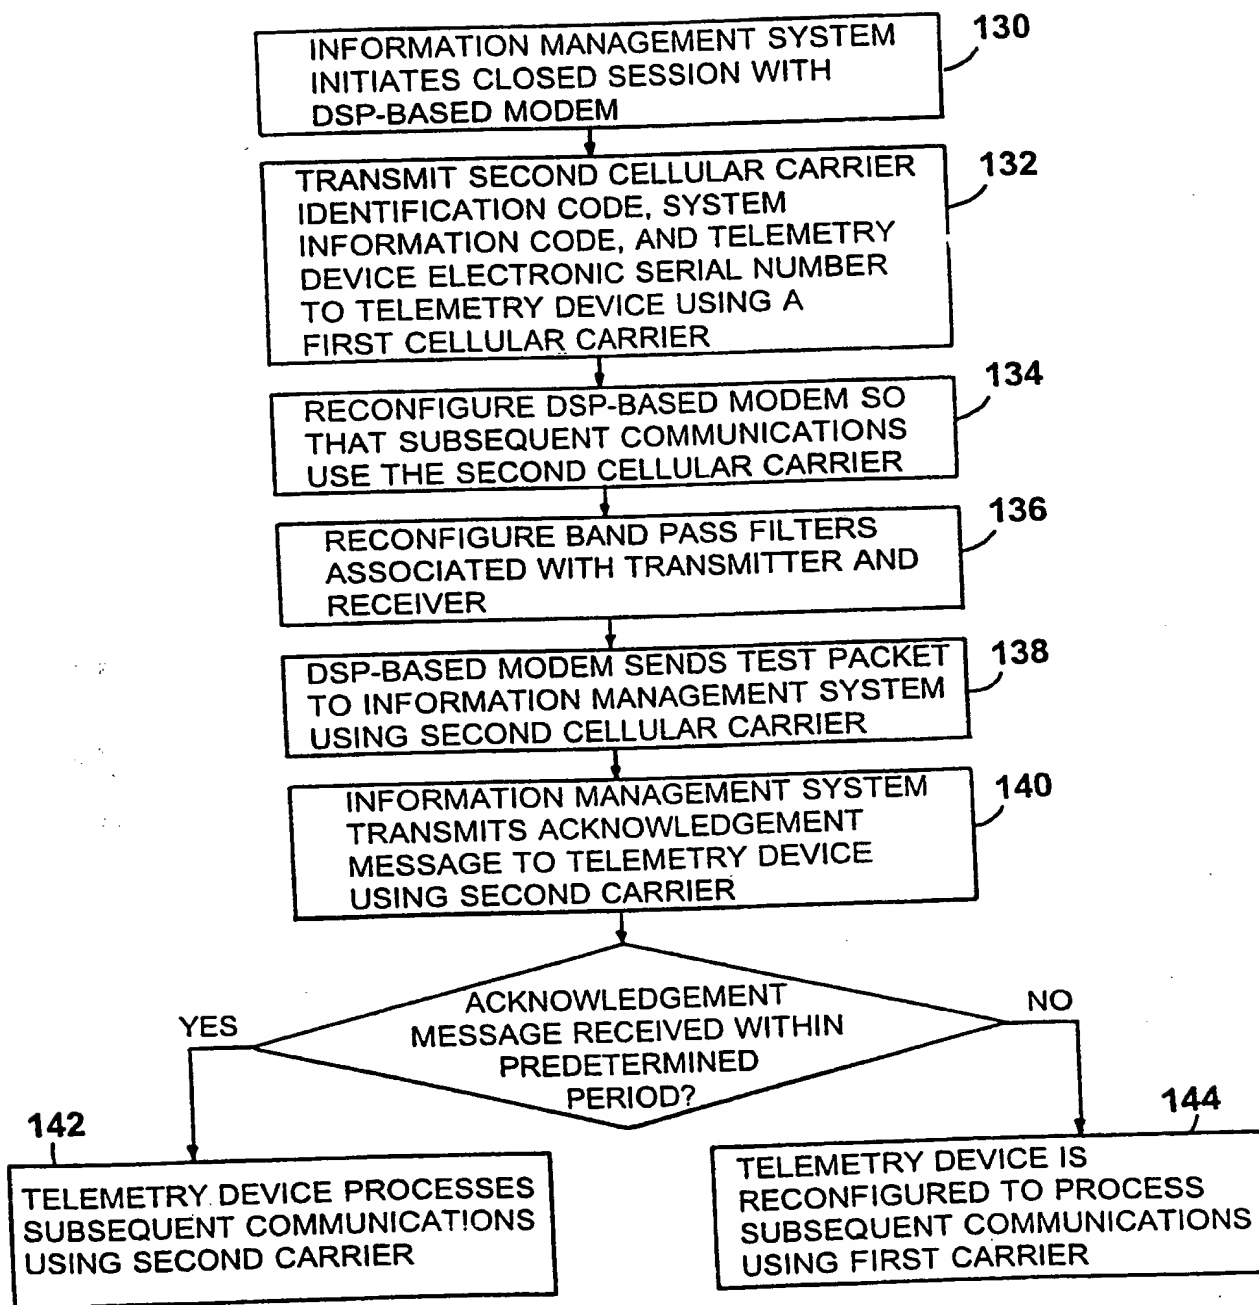 INFORMATION MANAGEMENT SYSTEM
INITIATES CLOSED SESSION WITH
DSP-BASED MODEM
130
TRANSMIT SECOND CELLULAR CARRIER
IDENTIFICATION CODE, SYSTEM
INFORMATION CODE, AND TELEMETRY
DEVICE ELECTRONIC SERIAL NUMBER
TO TELEMETRY DEVICE USING A
FIRST CELLULAR CARRIER
132
RECONFIGURE DSP-BASED MODEM SO
THAT SUBSEQUENT COMMUNICATIONS
USE THE SECOND CELLULAR CARRIER
134
RECONFIGURE BAND PASS FILTERS
ASSOCIATED WITH TRANSMITTER AND
RECEIVER
136
DSP-BASED MODEM SENDS TEST PACKET
TO INFORMATION MANAGEMENT SYSTEM
USING SECOND CELLULAR CARRIER
138
INFORMATION MANAGEMENT SYSTEM
TRANSMITS ACKNOWLEDGEMENT
MESSAGE TO TELEMETRY DEVICE
USING SECOND CARRIER
140
ACKNOWLEDGEMENT
MESSAGE RECEIVED WITHIN
PREDETERMINED
PERIOD?
YES
NO
142
TELEMETRY DEVICE PROCESSES
SUBSEQUENT COMMUNICATIONS
USING SECOND CARRIER
144
TELEMETRY DEVICE IS
RECONFIGURED TO PROCESS
SUBSEQUENT COMMUNICATIONS
USING FIRST CARRIER